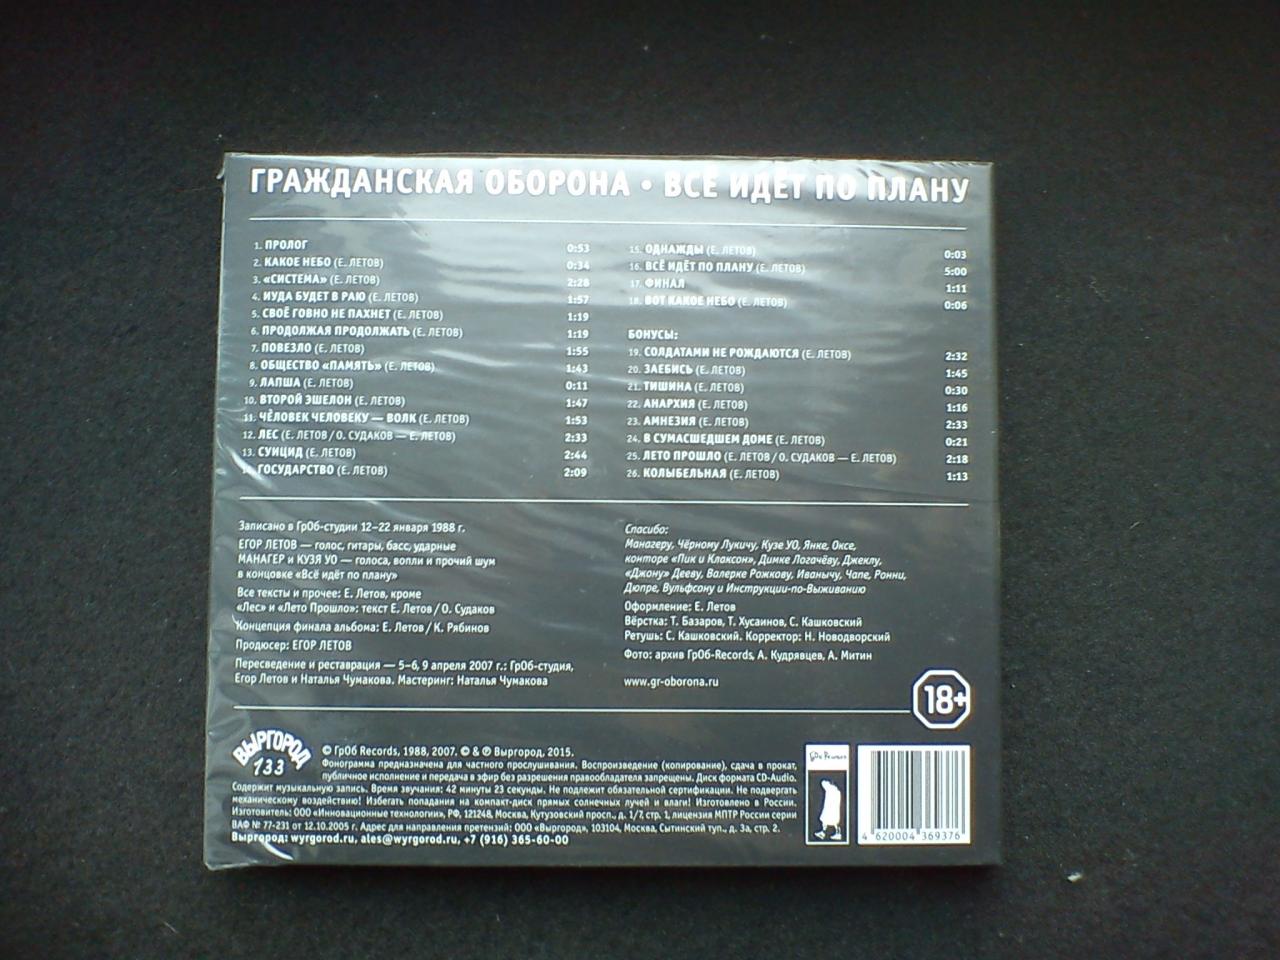 ГРАЖДАНСКАЯ ОБОРОНА • ВСЁ ИДЁТ ПО ПЛАНУ
1. ПРОЛОГ 0:53
2. КАКОЕ НЕБО (Е. ЛЕТОВ) 0:34
3. «СИСТЕМА» (Е. ЛЕТОВ) 2:28
4. ИУДА БУДЕТ В РАЮ (Е. ЛЕТОВ) 1:57
5. СВОЁ ГОВНО НЕ ПАХНЕТ (Е. ЛЕТОВ) 1:19
6. ПРОДОЛЖАЯ ПРОДОЛЖАТЬ (Е. ЛЕТОВ) 1:19
7. ПОВЕЗЛО (Е. ЛЕТОВ) 1:55
8. ОБЩЕСТВО «ПАМЯТЬ» (Е. ЛЕТОВ) 1:43
9. ЛАПША (Е. ЛЕТОВ) 0:11
10. ВТОРОЙ ЭШЕЛОН (Е. ЛЕТОВ) 1:47
11. ЧЕЛОВЕК ЧЕЛОВЕКУ — ВОЛК (Е. ЛЕТОВ) 1:53
12. ЛЕС (Е. ЛЕТОВ / О. СУДАКОВ — Е. ЛЕТОВ) 2:33
13. СУИЦИД (Е. ЛЕТОВ) 2:44
14. ГОСУДАРСТВО (Е. ЛЕТОВ) 2:09
15. ОДНАЖДЫ (Е. ЛЕТОВ) 0:03
16. ВСЁ ИДЁТ ПО ПЛАНУ (Е. ЛЕТОВ) 5:00
17. ФИНАЛ 1:11
18. ВОТ КАКОЕ НЕБО (Е. ЛЕТОВ) 0:06
БОНУСЫ:
19. СОЛДАТАМИ НЕ РОЖДАЮТСЯ (Е. ЛЕТОВ) 2:32
20. ЗАЕБИСЬ (Е. ЛЕТОВ) 1:45
21. ТИШИНА (Е. ЛЕТОВ) 0:30
22. АНАРХИЯ (Е. ЛЕТОВ) 1:16
23. АМНЕЗИЯ (Е. ЛЕТОВ) 2:33
24. В СУМАСШЕДШЕМ ДОМЕ (Е. ЛЕТОВ) 0:21
25. ЛЕТО ПРОШЛО (Е. ЛЕТОВ / О. СУДАКОВ — Е. ЛЕТОВ) 2:18
26. КОЛЫБЕЛЬНАЯ (Е. ЛЕТОВ) 1:13
Записано в ГрОб-студии 12–22 января 1988 г.
ЕГОР ЛЕТОВ — голос, гитары, басс, ударные
МАНАГЕР и КУЗЯ УО — голоса, вопли и прочий шум
в концовке «Всё идёт по плану»
Все тексты и прочее: Е. Летов, кроме
«Лес» и «Лето Прошло»: текст Е. Летов / О. Судаков
Концепция финала альбома: Е. Летов / К. Рябинов
Продюсер: ЕГОР ЛЕТОВ
Пересведение и реставрация — 5–6, 9 апреля 2007 г.: ГрОб-студия,
Егор Летов и Наталья Чумакова. Мастеринг: Наталья Чумакова
Спасибо:
Манагеру, Чёрному Лукичу, Кузе УО, Янке, Оксе,
конторе «Пик и Клаксон», Димке Логачёву, Джеклу,
«Джону» Дееву, Валерке Рожкову, Иванычу, Чапе, Ронни,
Дюпре, Вульфсону и Инструкции-по-Выживанию
Оформление: Е. Летов
Вёрстка: Т. Базаров, Т. Хусаинов, С. Кашковский
Ретушь: С. Кашковский. Корректор: Н. Новодворский
Фото: архив ГрОб-Records, А. Кудрявцев, А. Митин
www.gr-oborona.ru
18+
ВЫРГОРОД
133
© ГрОб Records, 1988, 2007. © & ℗ Выргород, 2015.
Фонограмма предназначена для частного прослушивания. Воспроизведение (копирование), сдача в прокат,
публичное исполнение и передача в эфир без разрешения правообладателя запрещены. Диск формата CD-Audio.
Содержит музыкальную запись. Время звучания: 42 минуты 23 секунды. Не подлежит обязательной сертификации. Не подвергать
механическому воздействию! Избегать попадания на компакт-диск прямых солнечных лучей и влаги! Изготовлено в России.
Изготовитель: ООО «Инновационные технологии», РФ, 121248, Москва, Кутузовский просп., д. 1/7, стр. 1, лицензия МПТР России серии
ВАФ № 77-231 от 12.10.2005 г. Адрес для направления претензий: ООО «Выргород», 103104, Москва, Сытинский туп., д. 3а, стр. 2.
Выргород: wyrgorod.ru, ales@wyrgorod.ru, +7 (916) 365-60-00
4 620004 369376